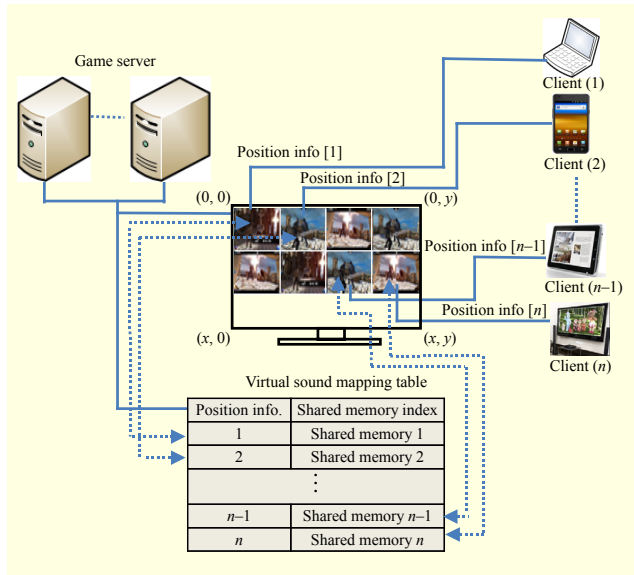 Game server
Client (1)
Client (2)
Position info [1]
Position info [2]
(0, 0)
(0, y)
Position info [n–1]
Client (n–1)
Position info [n]
(x, 0)
(x, y)
Client (n)
Virtual sound mapping table
Position info. Shared memory index
1 Shared memory 1
2 Shared memory 2
⋮
n–1 Shared memory n–1
n Shared memory n